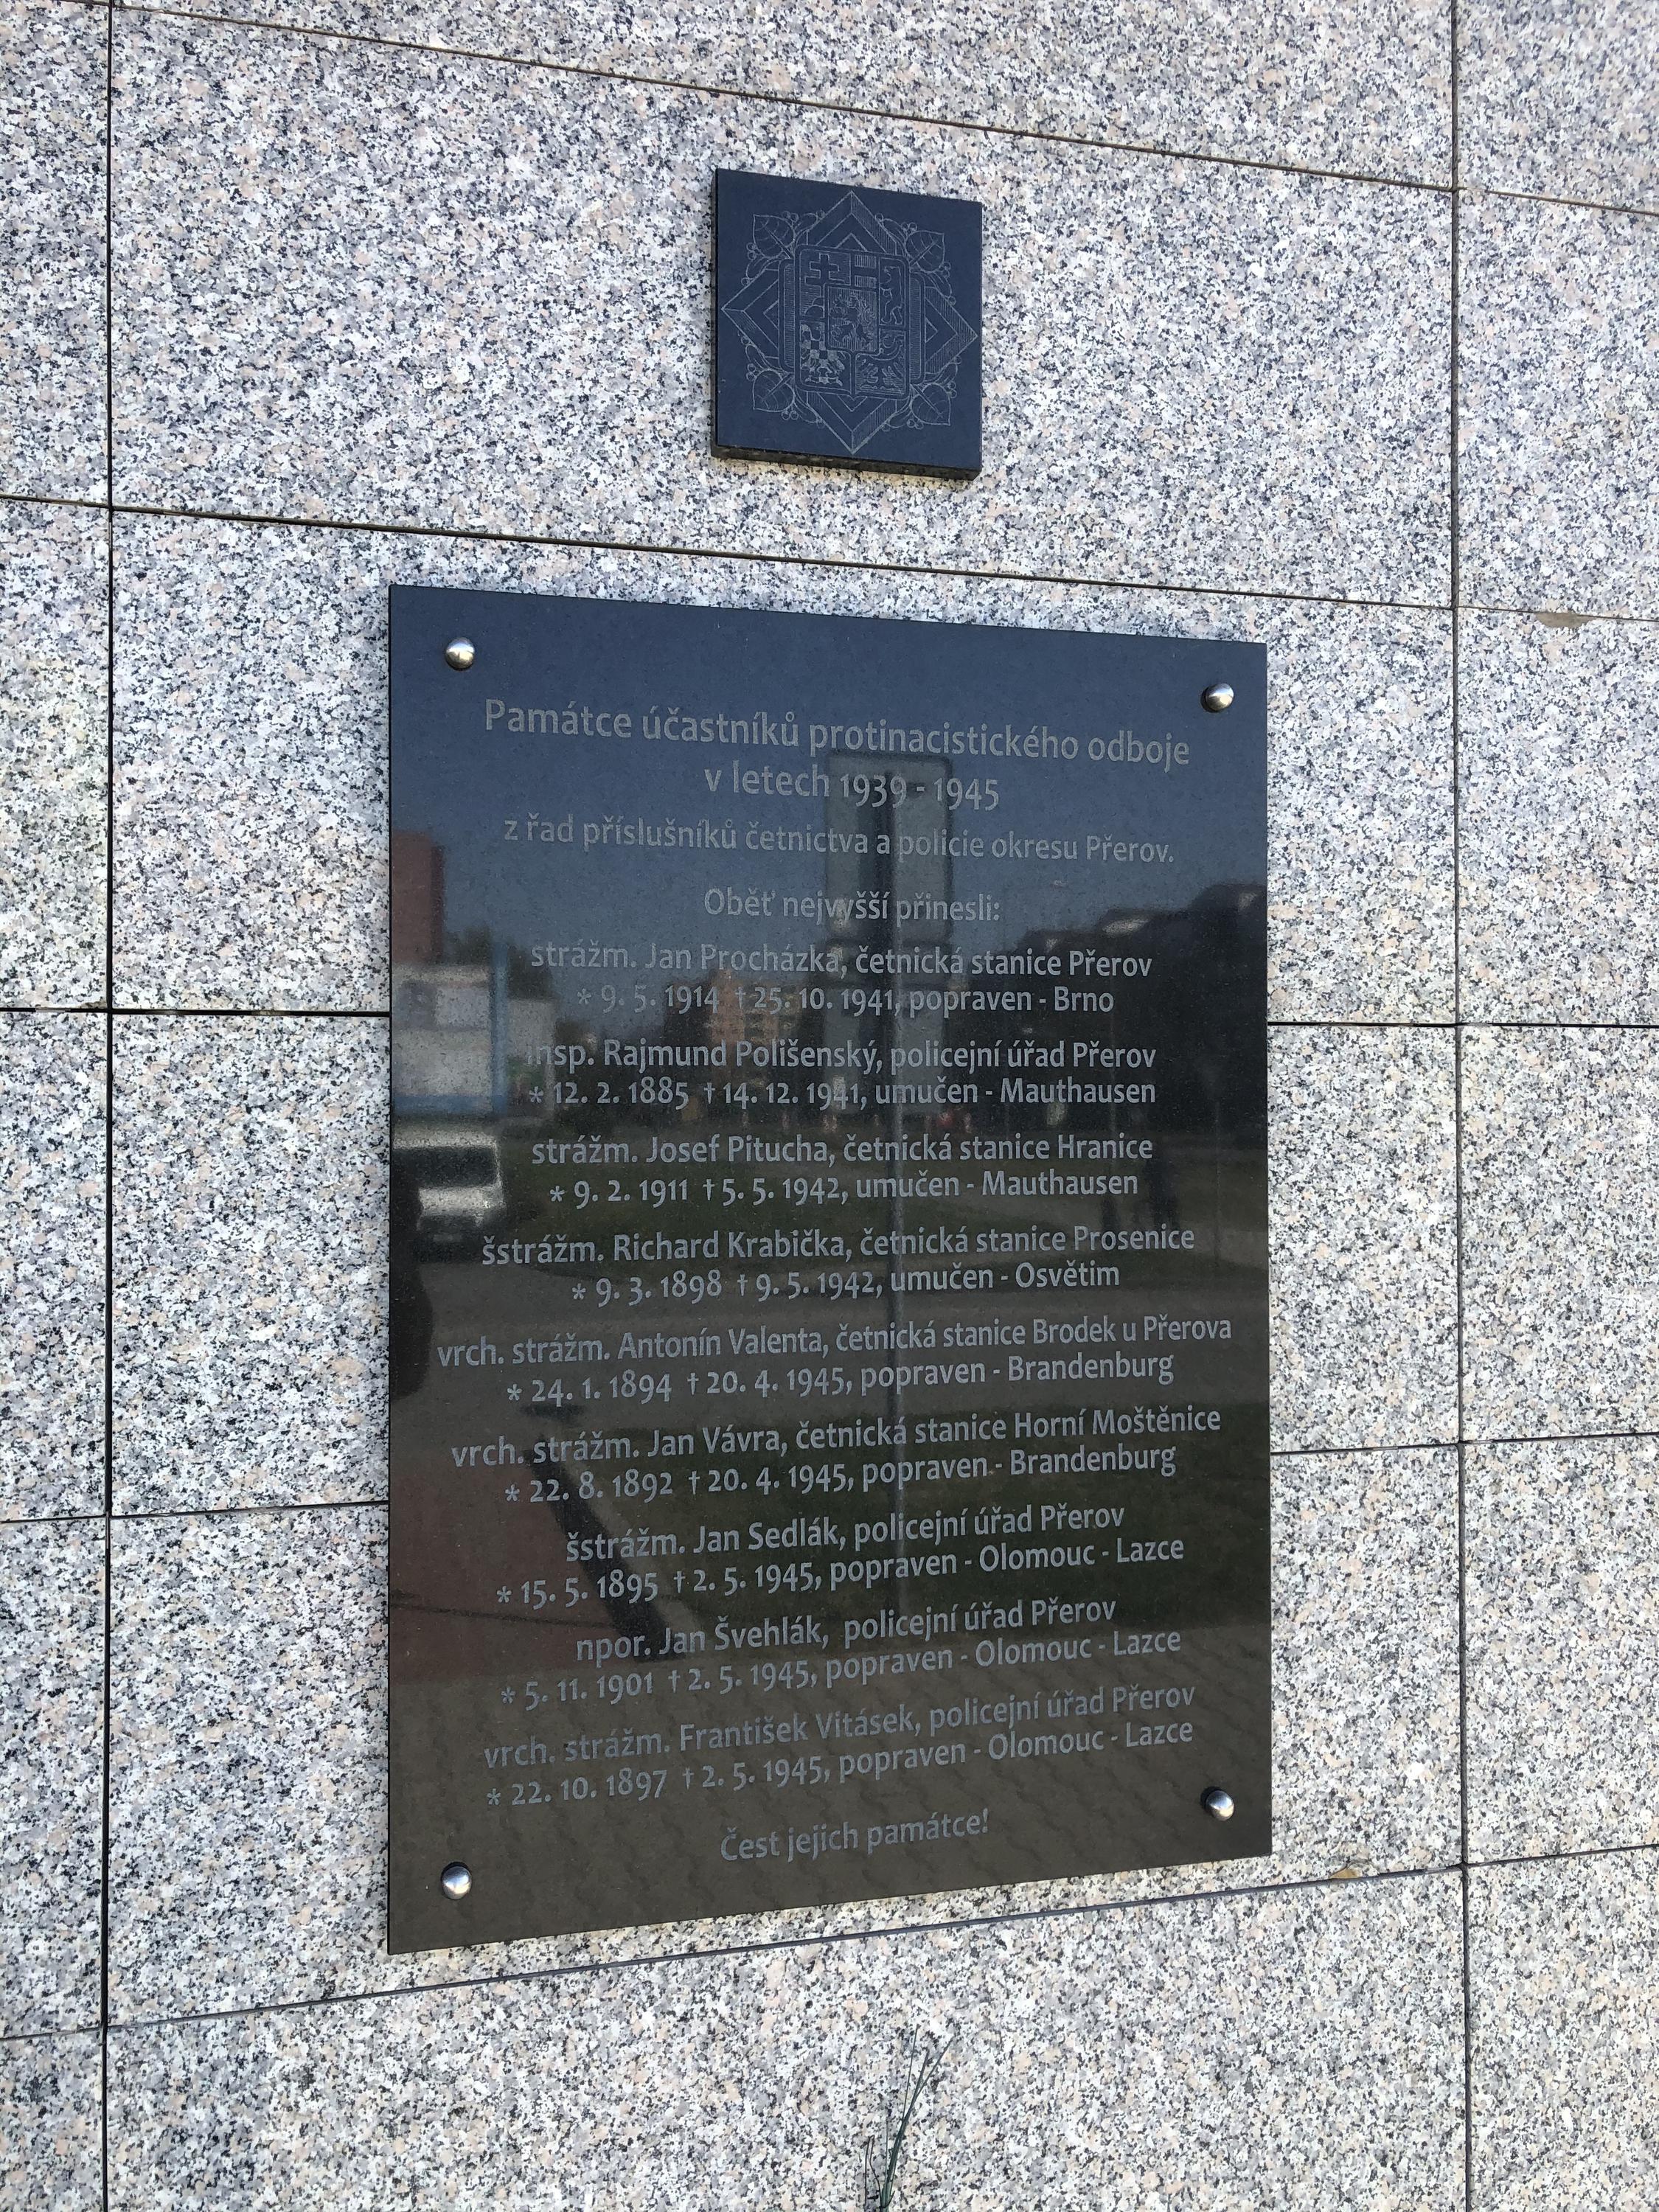 Památce účastníků protinacistického odboje
v letech 1939 - 1945
z řad příslušníků četnictva a policie okresu Přerov.
Oběť nejvyšší přinesli:
strážm. Jan Procházka, četnická stanice Přerov
* 9. 5. 1914 †25. 10. 1941, popraven - Brno
insp. Rajmund Polišenský, policejní úřad Přerov
* 12. 2. 1885 †14. 12. 1941, umučen - Mauthausen
strážm. Josef Pitucha, četnická stanice Hranice
* 9. 2. 1911 †5. 5. 1942, umučen - Mauthausen
šstrážm. Richard Krabička, četnická stanice Prosenice
* 9. 3. 1898 †9. 5. 1942, umučen - Osvětim
vrch. strážm. Antonín Valenta, četnická stanice Brodek u Přerova
* 24. 1. 1894 †20. 4. 1945, popraven - Brandenburg
vrch. strážm. Jan Vávra, četnická stanice Horní Moštěnice
* 22. 8. 1892 †20. 4. 1945, popraven - Brandenburg
šstrážm. Jan Sedlák, policejní úřad Přerov
* 15. 5. 1895 †2. 5. 1945, popraven - Olomouc - Lazce
npor. Jan Švehlák, policejní úřad Přerov
* 5. 11. 1901 †2. 5. 1945, popraven - Olomouc - Lazce
vrch. strážm. František Vitásek, policejní úřad Přerov
* 22. 10. 1897 †2. 5. 1945, popraven - Olomouc - Lazce
Čest jejich památce!